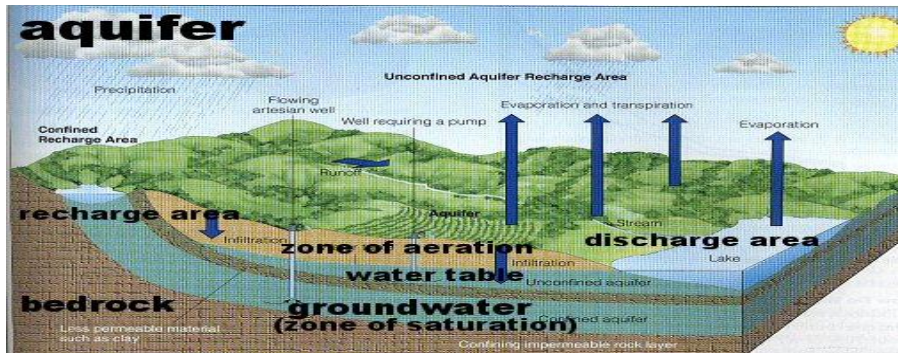 aquifer
Unconfined Aquifer Recharge Area
Precipitation
Flowing
artesian well
Evaporation and transpiration
Well requiring a pump
Evaporation
Confined
Recharge Area
Runoff
recharge area
Aquifer
Stream
Infiltration
zone of aeration
discharge area
Lake
Infiltration
water table
Unconfined aquifer
bedrock
groundwater
(zone of saturation)
Confined aquifer
Less permeable material
such as clay
Confining impermeable rock layer